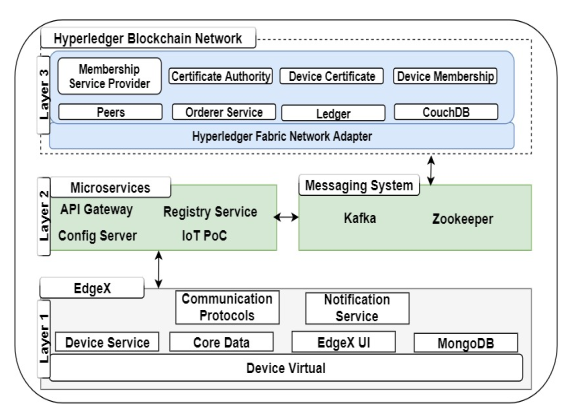 Hyperledger Blockchain Network
Layer 3
Membership
Service Provider
Certificate Authority
Device Certificate
Device Membership
Peers
Orderer Service
Ledger
CouchDB
Hyperledger Fabric Network Adapter
Layer 2
Microservices
API Gateway
Registry Service
Config Server
IoT PoC
Messaging System
Kafka
Zookeeper
Layer 1
EdgeX
Communication
Protocols
Notification
Service
Device Service
Core Data
EdgeX UI
MongoDB
Device Virtual